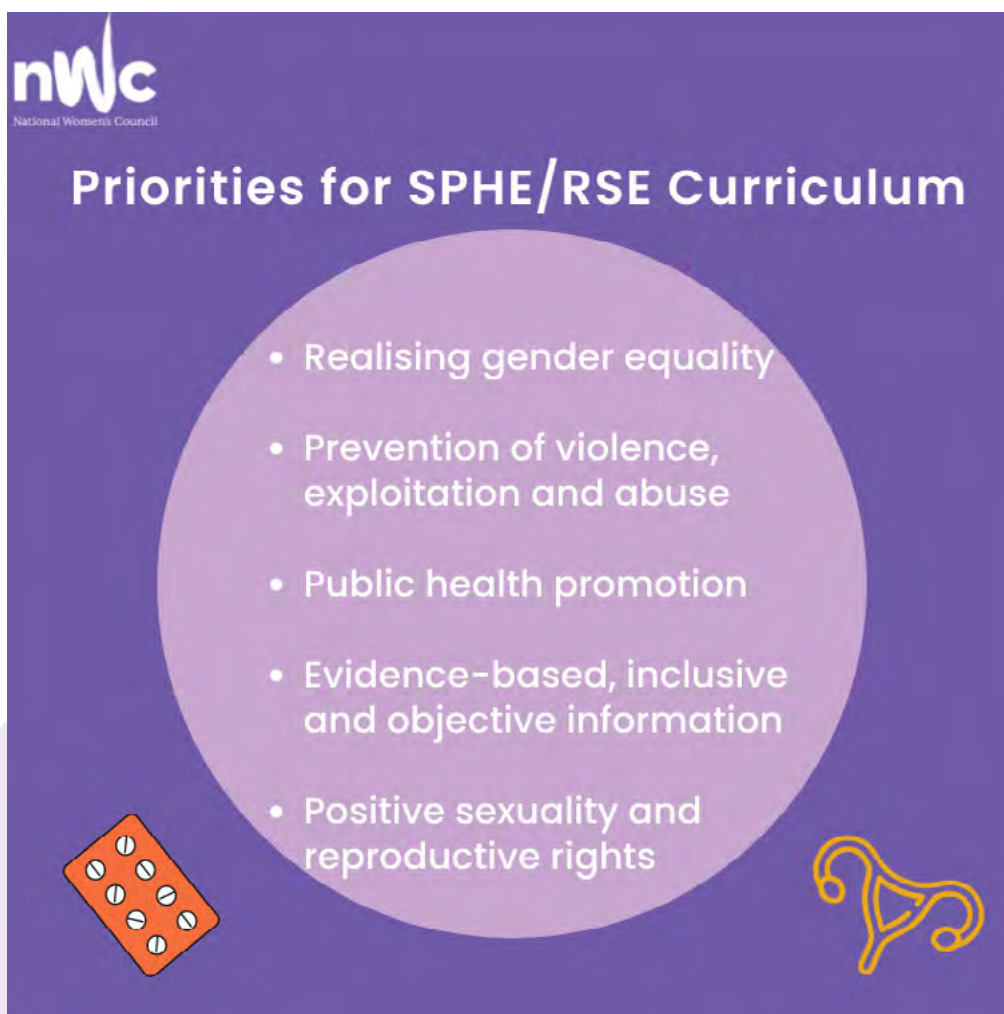 nwc
National Women's Council
Priorities for SPHE/RSE Curriculum
• Realising gender equality
• Prevention of violence,
exploitation and abuse
• Public health promotion
• Evidence-based, inclusive
and objective information
• Positive sexuality and
reproductive rights